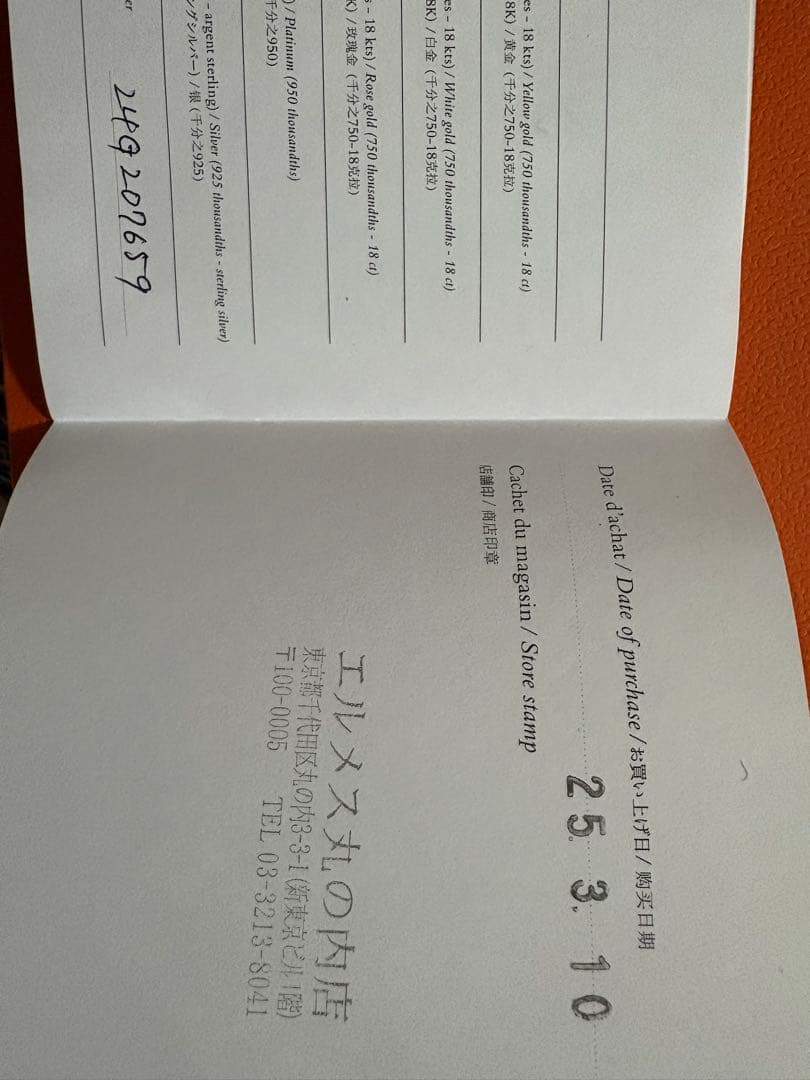 es – 18 kts) / Yellow gold (750 thousandths - 18 ct)
8K) / 黄金 (千分之750-18克拉)
es – 18 kts) / White gold (750 thousandths - 18 ct)
8K) / 白金 (千分之750-18克拉)
s – 18 kts) / Rose gold (750 thousandths - 18 ct)
K) / 玫瑰金 (千分之750-18克拉)
) / Platinum (950 thousandths)
千分之950)
– argent sterling) / Silver (925 thousandths - sterling silver)
ングシルバー) / 银 (千分之925)
er
24G 207659
Date d'achat / Date of purchase / お買い上げ日 / 购买日期
25. 3. 10
Cachet du magasin / Store stamp
店舗印 / 商店印章
エルメス丸の内店
東京都千代田区丸の内3-3-1(新東京ビル1階)
〒100-0005 TEL 03-3213-8041